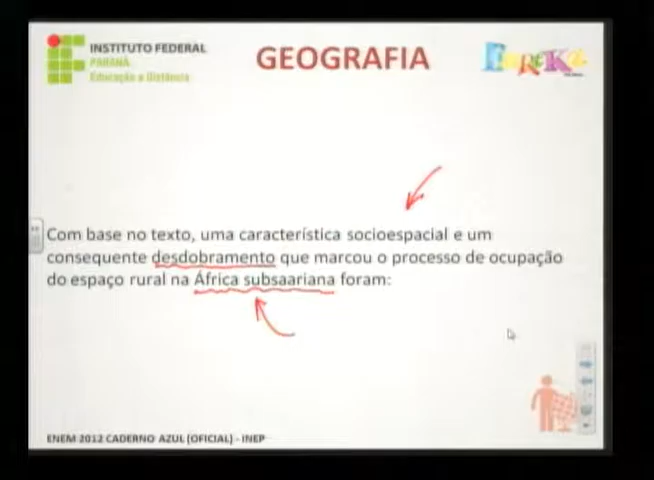 INSTITUTO FEDERAL
PARANÁ
Educação a Distância
GEOGRAFIA
EUREKA
Com base no texto, uma característica socioespacial e um
consequente desdobramento que marcou o processo de ocupação
do espaço rural na África subsaariana foram:
ENEM 2012 CADERNO AZUL (OFICIAL) - INEP